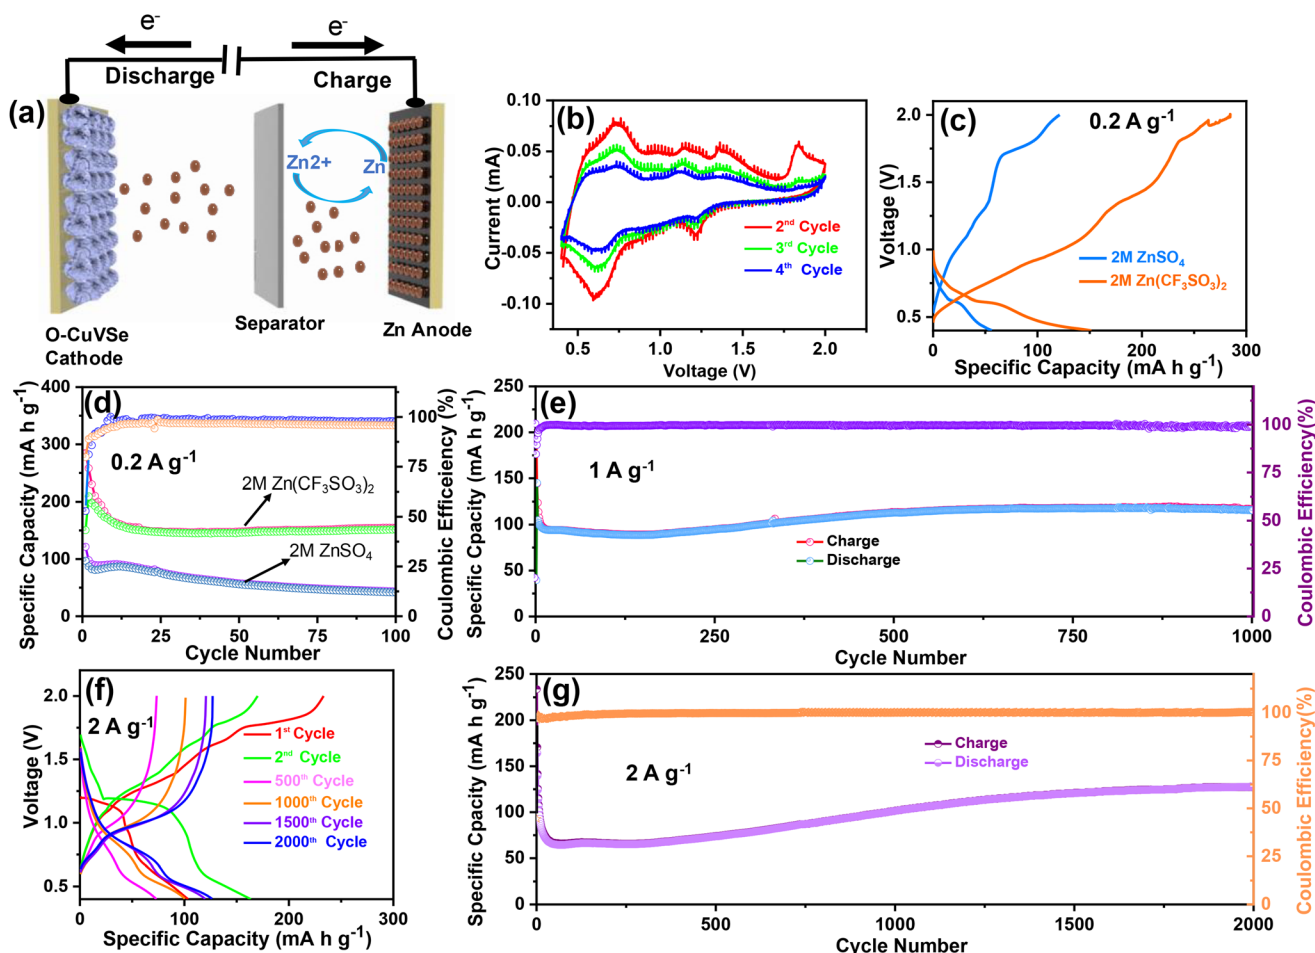 e-
e-
Discharge
Charge
(a)
Zn2+
Zn
O-CuVSe
Cathode
Separator
Zn Anode
(b)
0.10
0.05
0.00
-0.05
-0.10
Current (mA)
2nd Cycle
3rd Cycle
4th Cycle
0.5
1.0
1.5
2.0
Voltage (V)
(c)
0.2 A g-1
2.0
1.5
1.0
0.5
Voltage (V)
2M ZnSO4
2M Zn(CF3SO3)2
0
100
200
300
Specific Capacity (mA h g-1)
(d)
400
350
300
250
200
150
100
50
0
Specific Capacity (mA h g-1)
0.2 A g-1
2M Zn(CF3SO3)2
2M ZnSO4
100
75
50
25
0
Coulombic Efficeiency (%)
0
25
50
75
100
Cycle Number
(e)
250
200
150
100
50
0
Specific Cpacity (mA h g-1)
1 A g-1
Charge
Discharge
100
75
50
25
0
Coulombic Efficiency(%)
0
250
500
750
1000
Cycle Number
(f)
2.0
1.5
1.0
0.5
Voltage (V)
2 A g-1
1st Cycle
2nd Cycle
500th Cycle
1000th Cycle
1500th Cycle
2000th Cycle
0
100
200
300
Specific Capacity (mA h g-1)
(g)
250
200
150
100
50
0
Specific Cpacity (mA h g-1)
2 A g-1
Charge
Discharge
100
75
50
25
0
Coulombic Efficiency(%)
0
500
1000
1500
2000
Cycle Number